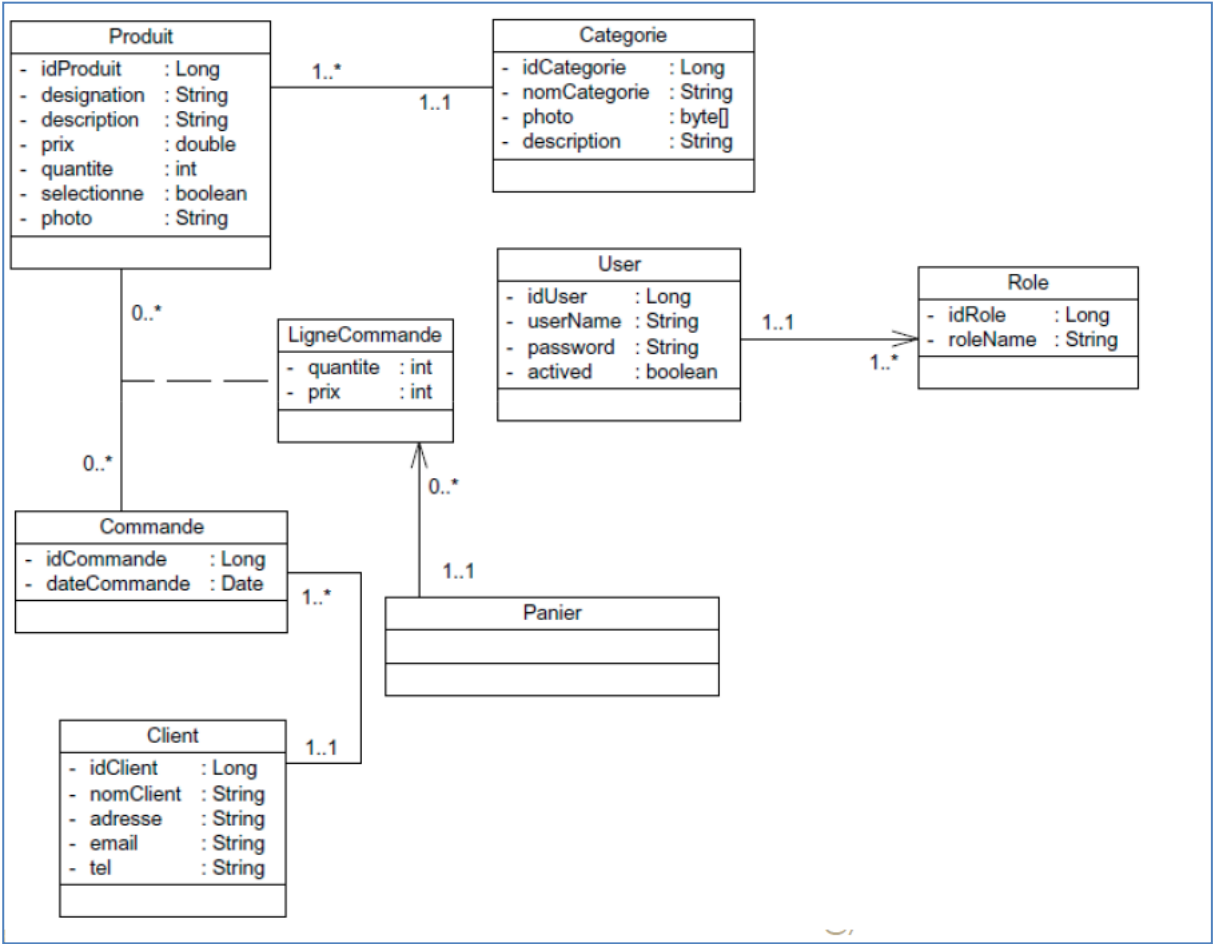 Produit
- idProduit : Long
- designation : String
- description : String
- prix : double
- quantite : int
- selectionne : boolean
- photo : String
1..*
1..1
Categorie
- idCategorie : Long
- nomCategorie : String
- photo : byte[]
- description : String
User
- idUser : Long
- userName : String
- password : String
- actived : boolean
1..1
1..*
Role
- idRole : Long
- roleName : String
0..*
0..*
LigneCommande
- quantite : int
- prix : int
0..*
1..1
Commande
- idCommande : Long
- dateCommande : Date
1..*
1..1
Panier
Client
- idClient : Long
- nomClient : String
- adresse : String
- email : String
- tel : String